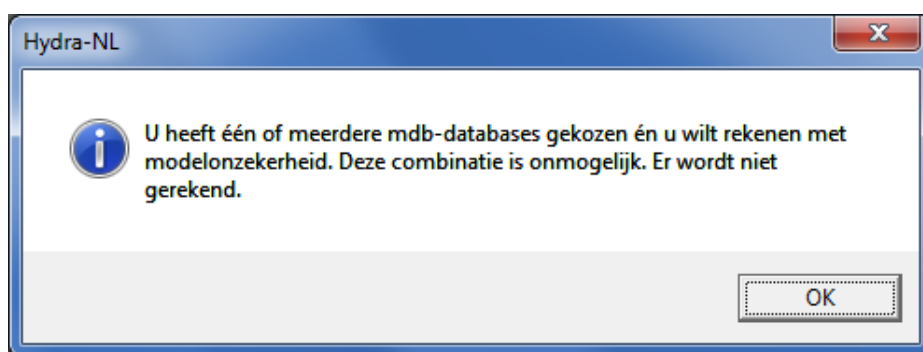 Hydra-NL
U heeft één of meerdere mdb-databases gekozen én u wilt rekenen met
modelonzekerheid. Deze combinatie is onmogelijk. Er wordt niet
gerekend.
OK